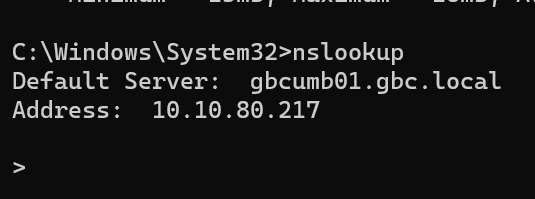 C:\Windows\System32>nslookup
Default Server:  gbcumb01.gbc.local
Address:  10.10.80.217
>